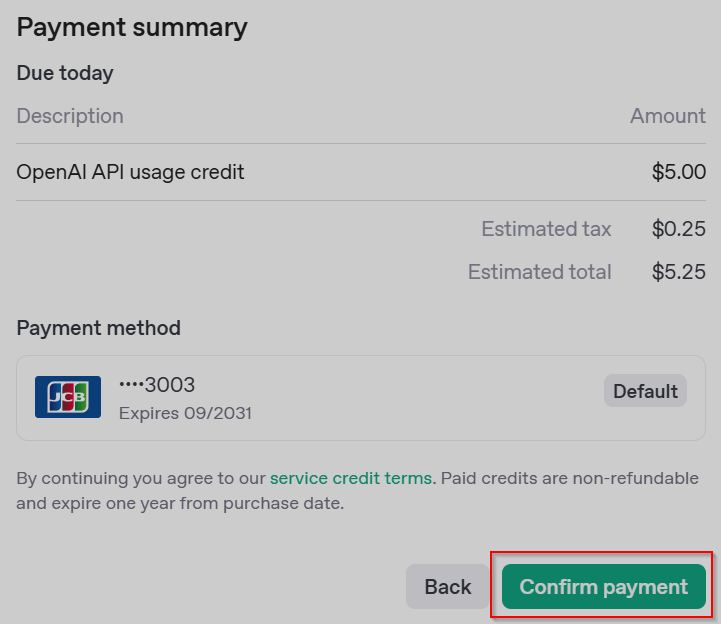 Payment summary
Due today
Description Amount
OpenAI API usage credit $5.00
Estimated tax $0.25
Estimated total $5.25
Payment method
JCB
••••3003
Default
Expires 09/2031
By continuing you agree to our service credit terms. Paid credits are non-refundable
and expire one year from purchase date.
Back Confirm payment